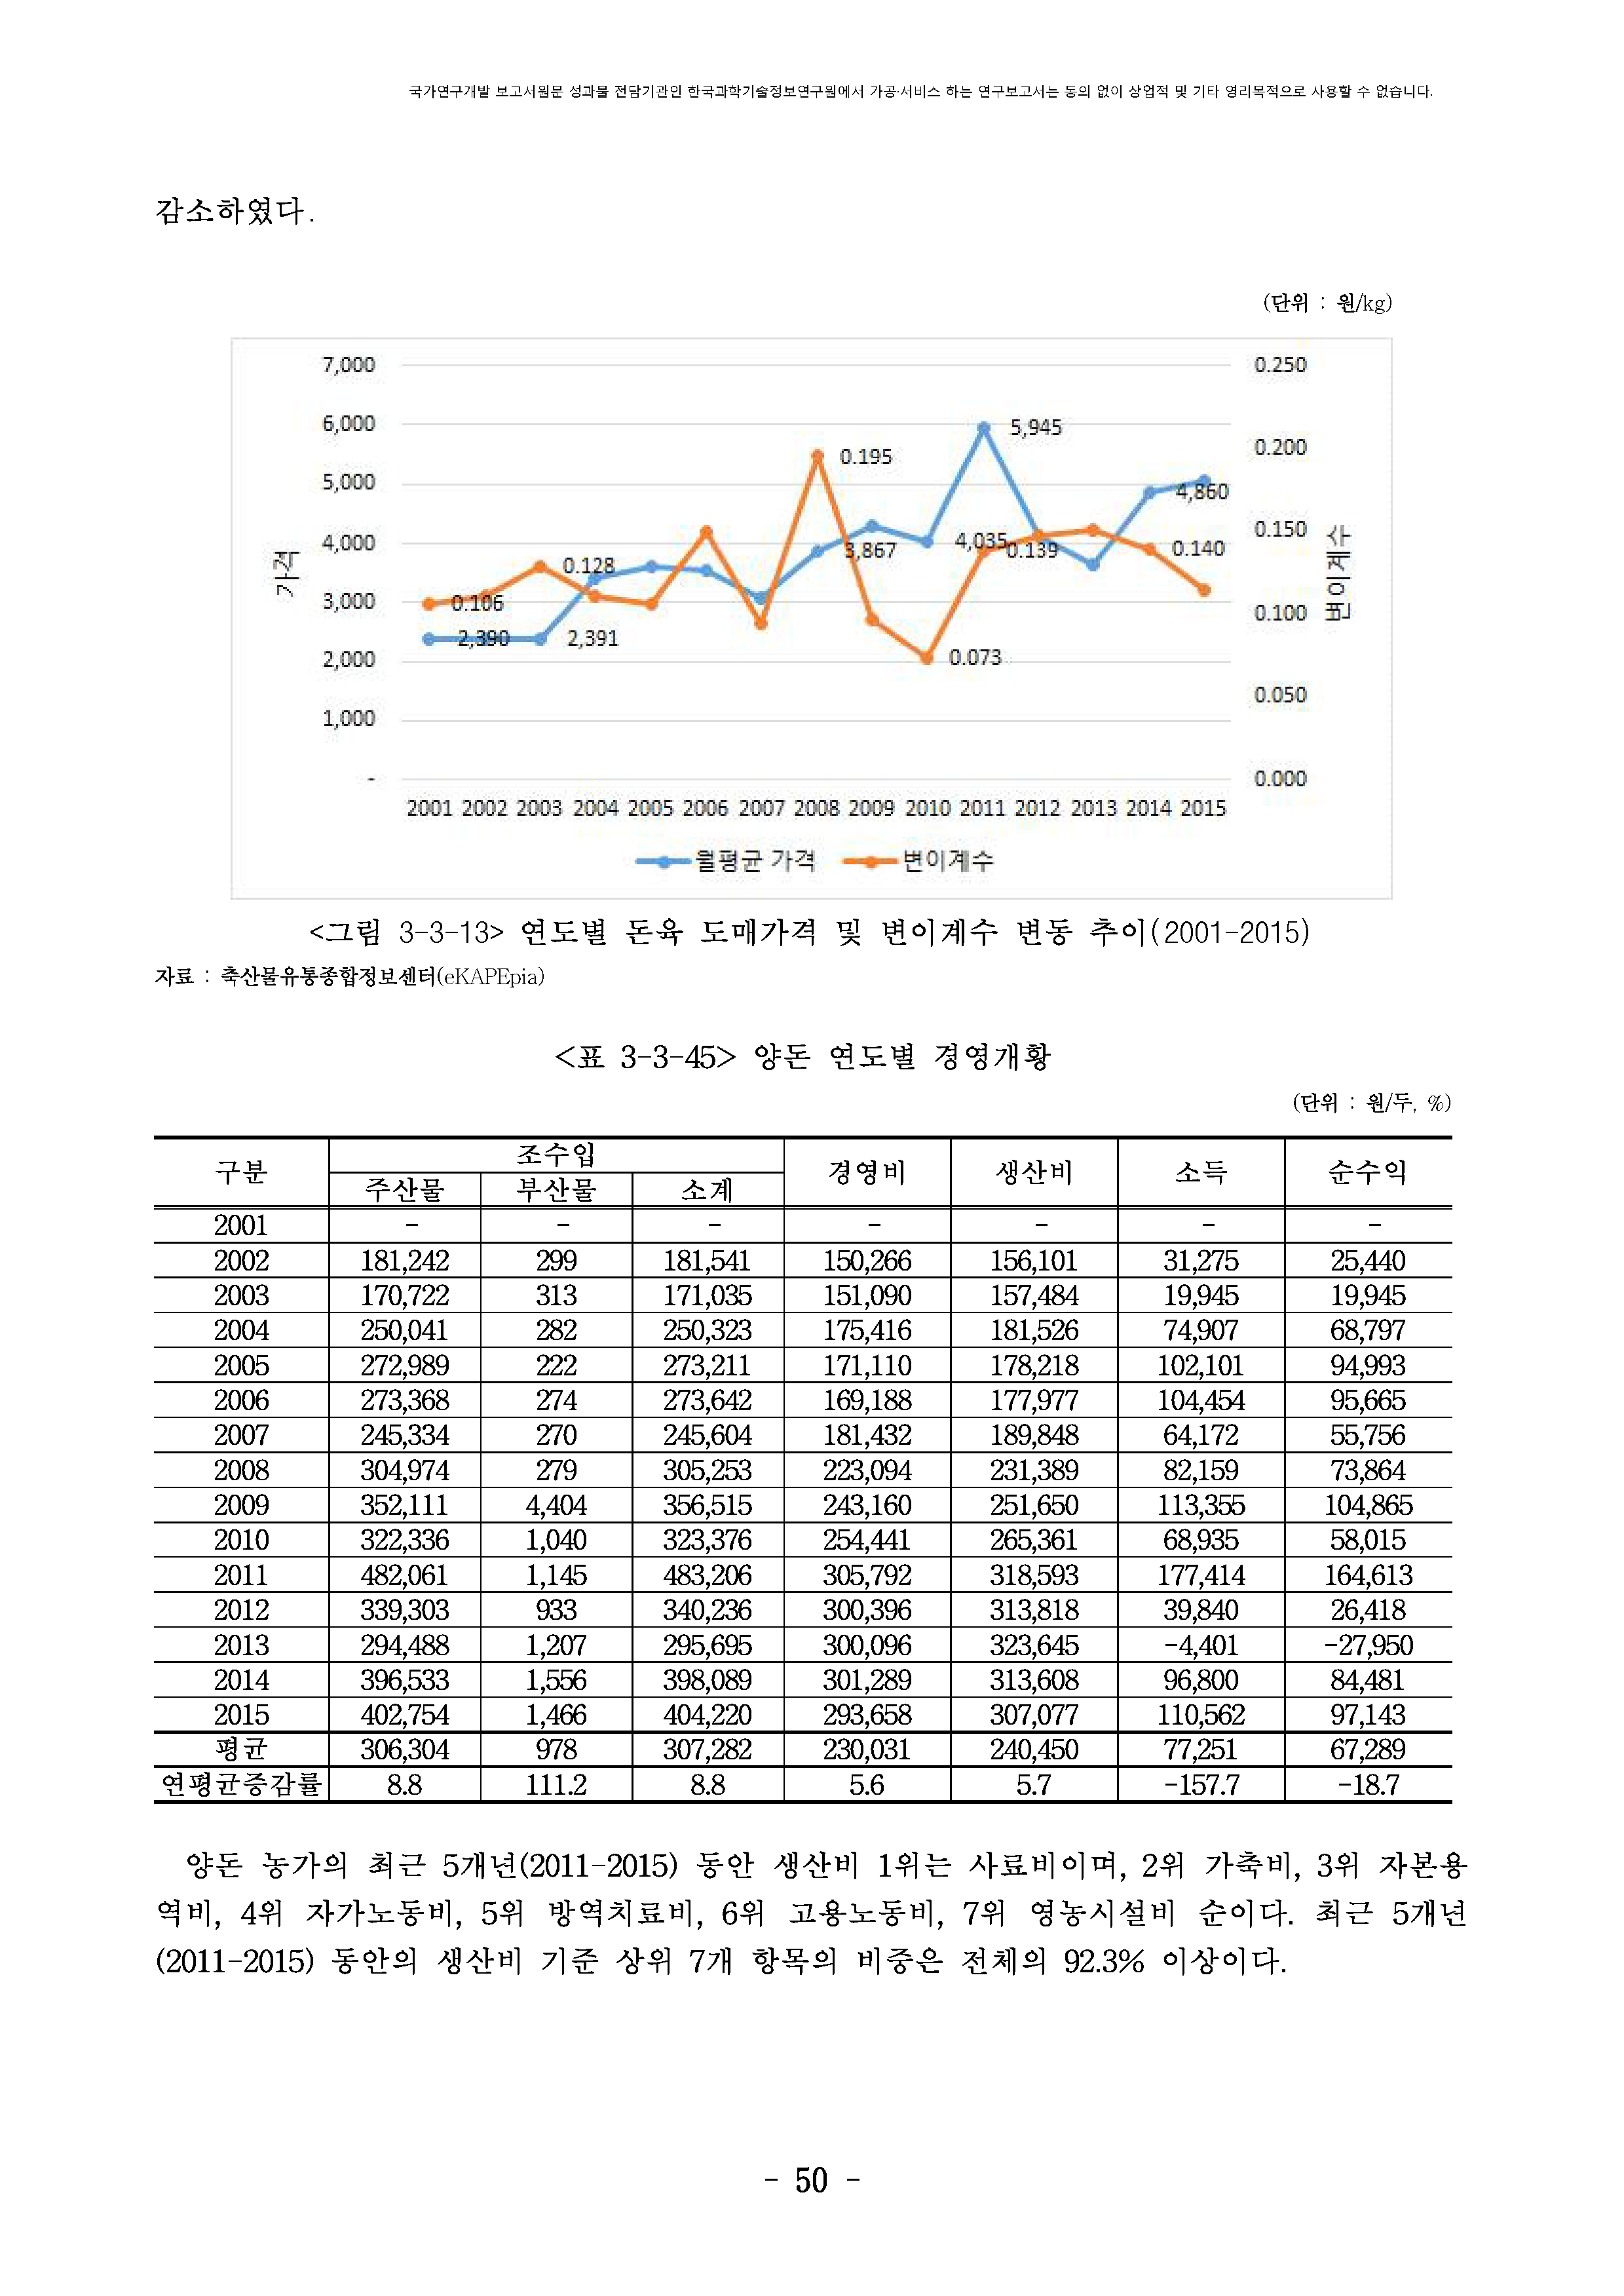 국가연구개발 보고서원문 성과물 전담기관인 한국과학기술정보연구원에서 가공·서비스 하는 연구보고서는 동의 없이 상업적 및 기타 영리목적으로 사용할 수 없습니다.
감소하였다.
(단위 : 원/kg)
7,000 0.250
6,000 5,945
0.195 0.200
5,000 4,860
4,000 3,867 4,035 0.139 0.140 0.150
가격 변이계수
0.128
3,000 0.106 0.100
2,390 2,391
2,000 0.073
0.050
1,000
- 0.000
2001 2002 2003 2004 2005 2006 2007 2008 2009 2010 2011 2012 2013 2014 2015
월평균 가격 변이계수
<그림 3-3-13> 연도별 돈육 도매가격 및 변이계수 변동 추이(2001-2015)
자료 : 축산물유통종합정보센터(eKAPEpia)
<표 3-3-45> 양돈 연도별 경영개황
(단위 : 원/두, %)
구분 조수입 경영비 생산비 소득 순수익
주산물 부산물 소계
2001 - - - - - - -
2002 181,242 299 181,541 150,266 156,101 31,275 25,440
2003 170,722 313 171,035 151,090 157,484 19,945 19,945
2004 250,041 282 250,323 175,416 181,526 74,907 68,797
2005 272,989 222 273,211 171,110 178,218 102,101 94,993
2006 273,368 274 273,642 169,188 177,977 104,454 95,665
2007 245,334 270 245,604 181,432 189,848 64,172 55,756
2008 304,974 279 305,253 223,094 231,389 82,159 73,864
2009 352,111 4,404 356,515 243,160 251,650 113,355 104,865
2010 322,336 1,040 323,376 254,441 265,361 68,935 58,015
2011 482,061 1,145 483,206 305,792 318,593 177,414 164,613
2012 339,303 933 340,236 300,396 313,818 39,840 26,418
2013 294,488 1,207 295,695 300,096 323,645 -4,401 -27,950
2014 396,533 1,556 398,089 301,289 313,608 96,800 84,481
2015 402,754 1,466 404,220 293,658 307,077 110,562 97,143
평균 306,304 978 307,282 230,031 240,450 77,251 67,289
연평균증감률 8.8 111.2 8.8 5.6 5.7 -157.7 -18.7
양돈 농가의 최근 5개년(2011-2015) 동안 생산비 1위는 사료비이며, 2위 가축비, 3위 자본용
역비, 4위 자가노동비, 5위 방역치료비, 6위 고용노동비, 7위 영농시설비 순이다. 최근 5개년
(2011-2015) 동안의 생산비 기준 상위 7개 항목의 비중은 전체의 92.3% 이상이다.
- 50 -